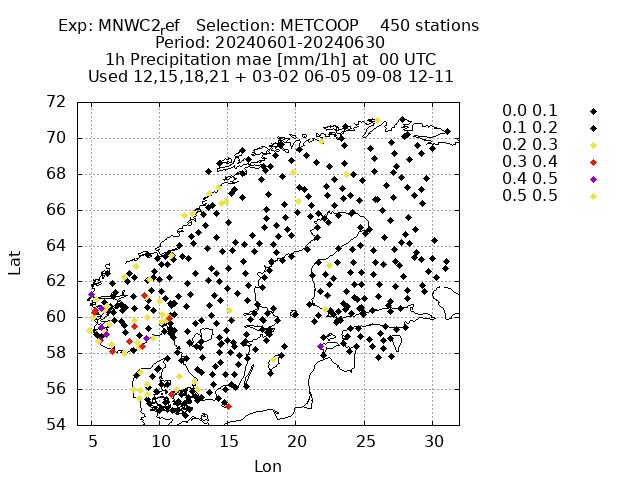 Exp: MNWC2_ref   Selection: METCOOP    450 stations
Period: 20240601-20240630
1h Precipitation mae [mm/1h] at  00 UTC
Used 12,15,18,21 + 03-02 06-05 09-08 12-11
72
70
68
66
64
62
60
58
56
54
5 10 15 20 25 30
Lat
Lon
0.0 0.1
0.1 0.2
0.2 0.3
0.3 0.4
0.4 0.5
0.5 0.5